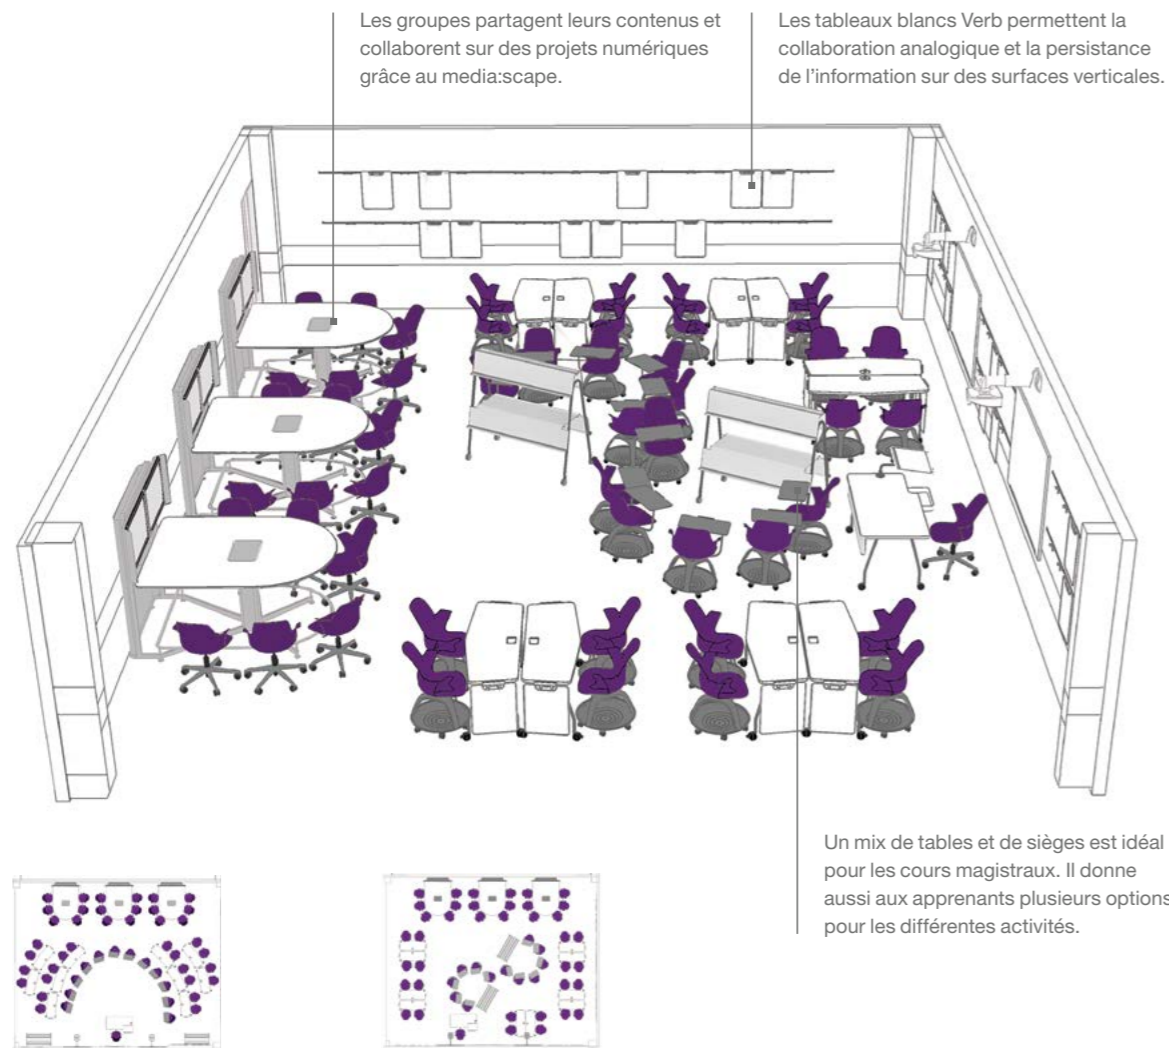 Les groupes partagent leurs contenus et
collaborent sur des projets numériques
grâce au media:scape.
Les tableaux blancs Verb permettent la
collaboration analogique et la persistance
de l’information sur des surfaces verticales.
Un mix de tables et de sièges est idéal
pour les cours magistraux. Il donne
aussi aux apprenants plusieurs options
pour les différentes activités.